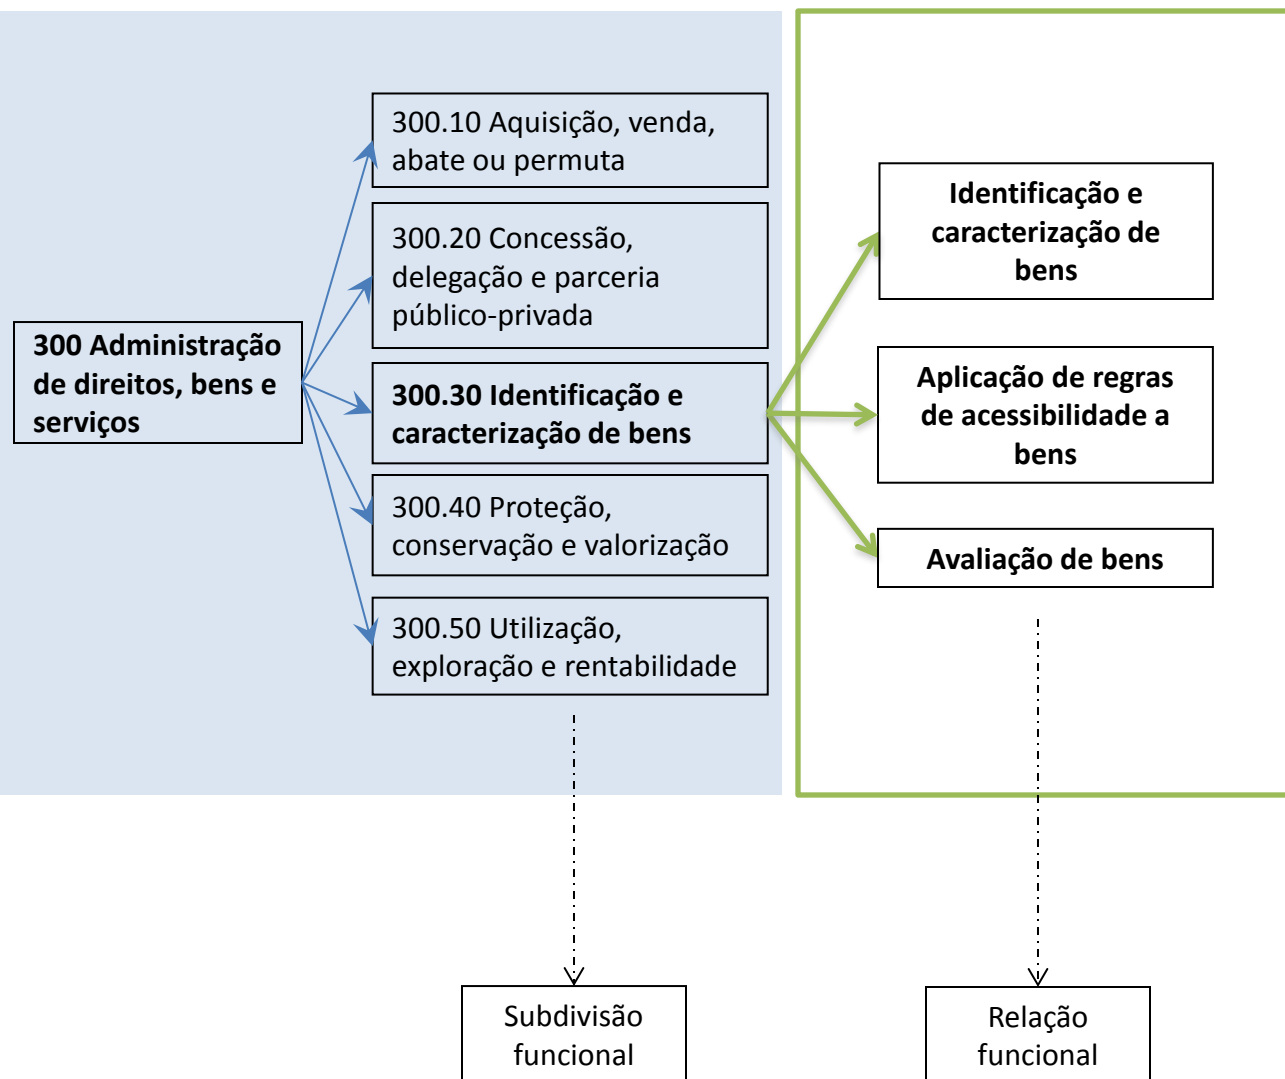 300 Administração
de direitos, bens e
serviços
300.10 Aquisição, venda,
abate ou permuta
300.20 Concessão,
delegação e parceria
público-privada
300.30 Identificação e
caracterização de bens
300.40 Proteção,
conservação e valorização
300.50 Utilização,
exploração e rentabilidade
Identificação e
caracterização de
bens
Aplicação de regras
de acessibilidade a
bens
Avaliação de bens
Subdivisão
funcional
Relação
funcional